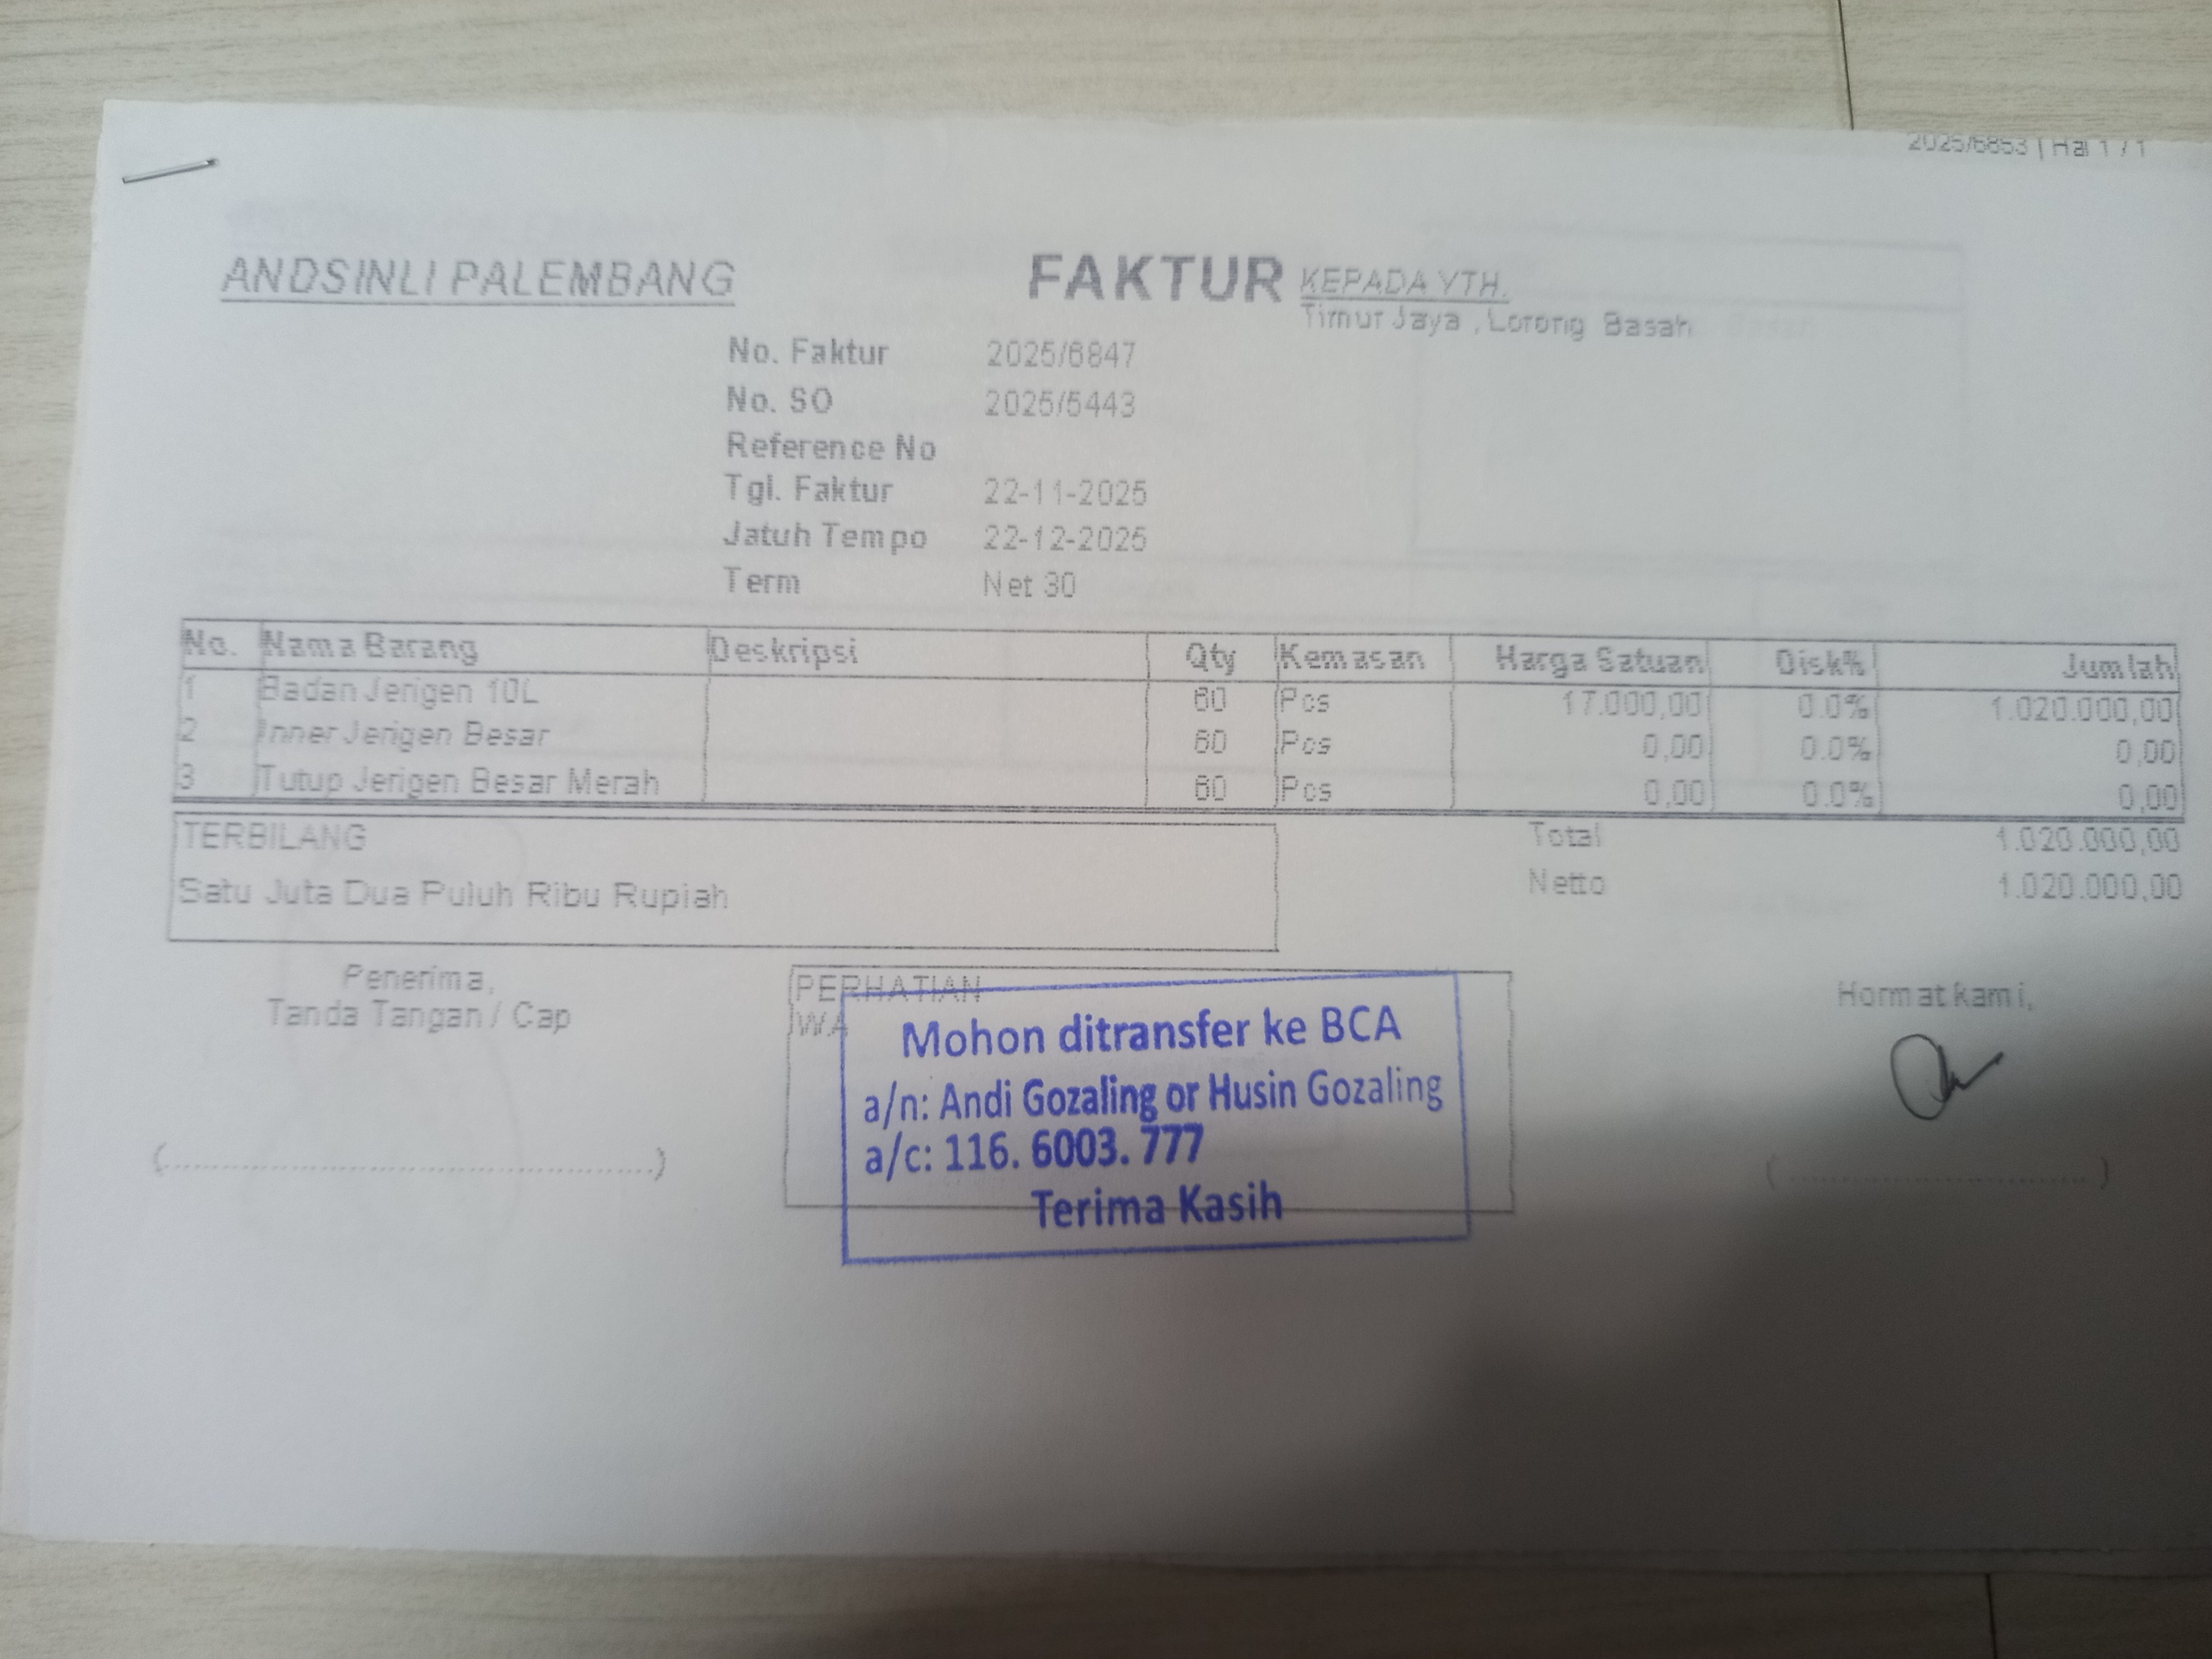 2025/6853 | Hal 1 / 1
ANDSINLI PALEMBANG
FAKTUR
KEPADA YTH.
Timur Jaya , Lorong Basah
No. Faktur 2025/6847
No. SO 2025/5443
Reference No
Tgl. Faktur 22-11-2025
Jatuh Tempo 22-12-2025
Term Net 30
No. Nama Barang Deskripsi Qty Kemasan Harga Satuan Disk% Jumlah
1 Badan Jerigen 10L 60 Pcs 17.000,00 0.0% 1.020.000,00
2 Inner Jerigen Besar 60 Pcs 0,00 0.0% 0,00
3 Tutup Jerigen Besar Merah 60 Pcs 0,00 0.0% 0,00
TERBILANG
Satu Juta Dua Puluh Ribu Rupiah
Total 1.020.000,00
Netto 1.020.000,00
Penerima,
Tanda Tangan / Cap
PERHATIAN
WA
Mohon ditransfer ke BCA
a/n: Andi Gozaling or Husin Gozaling
a/c: 116. 6003. 777
Terima Kasih
Hormat kami,
(..............................................)
(..............................)